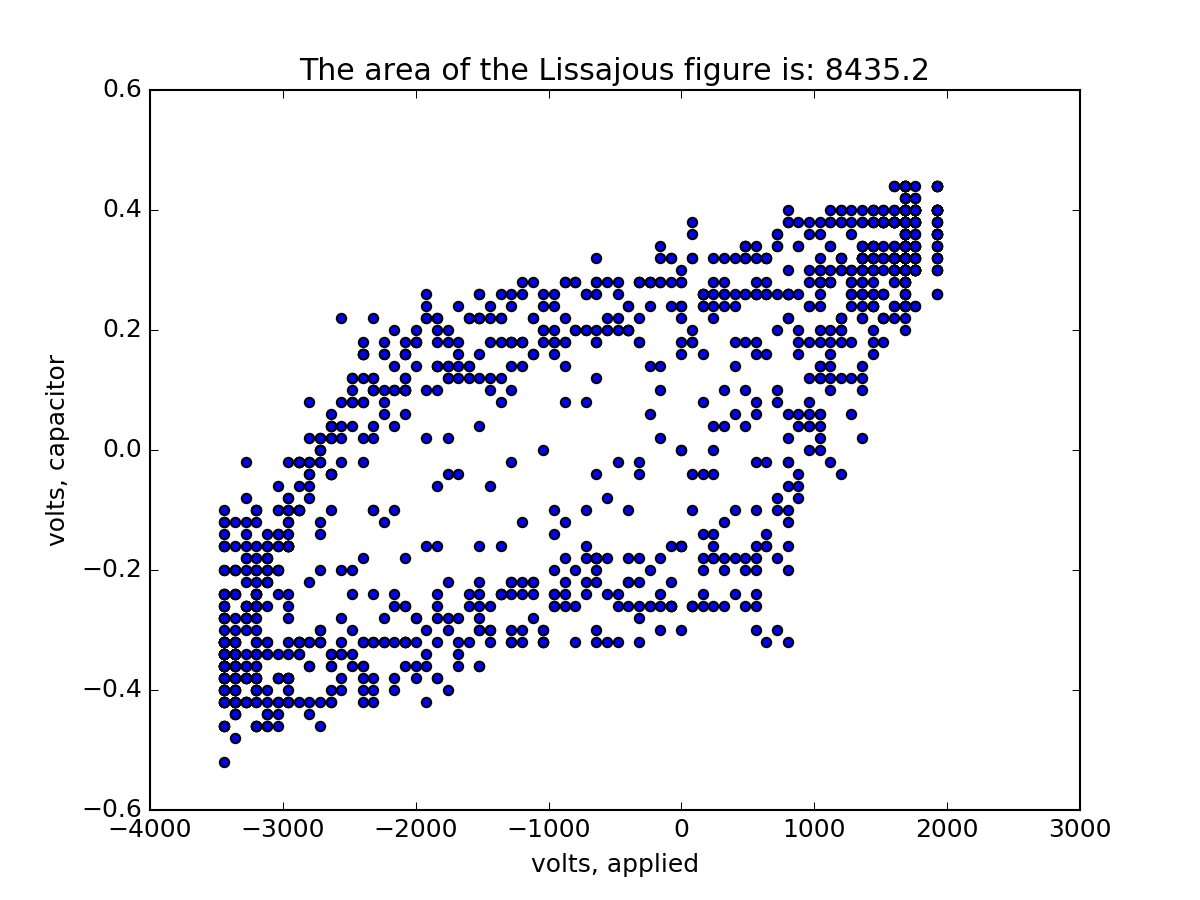 The area of the Lissajous figure is: 8435.2
0.6
0.4
0.2
0.0
−0.2
−0.4
−0.6
−4000 −3000 −2000 −1000 0 1000 2000 3000
volts, capacitor
volts, applied